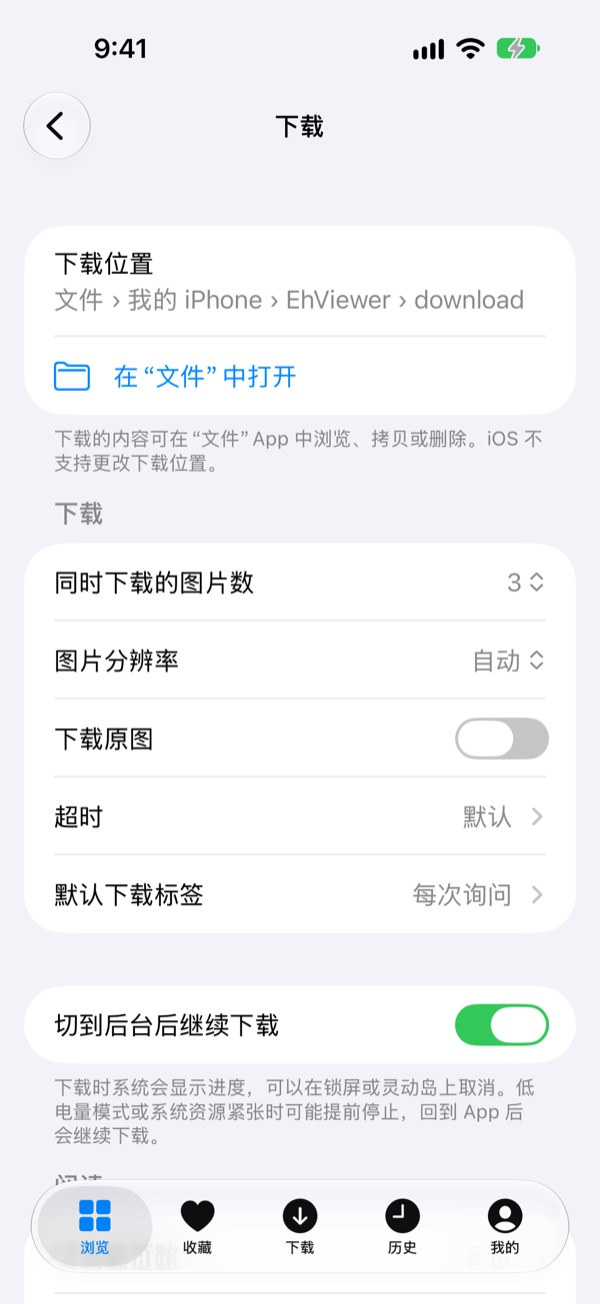 9:41
下载
下载位置
文件 › 我的 iPhone › EhViewer › download
在“文件”中打开
下载的内容可在“文件”App 中浏览、拷贝或删除。iOS 不
支持更改下载位置。
下载
同时下载的图片数 3
图片分辨率 自动
下载原图
超时 默认
默认下载标签 每次询问
切到后台后继续下载
下载时系统会显示进度，可以在锁屏或灵动岛上取消。低
电量模式或系统资源紧张时可能提前停止，回到 App 后
会继续下载。
浏览 收藏 下载 历史 我的